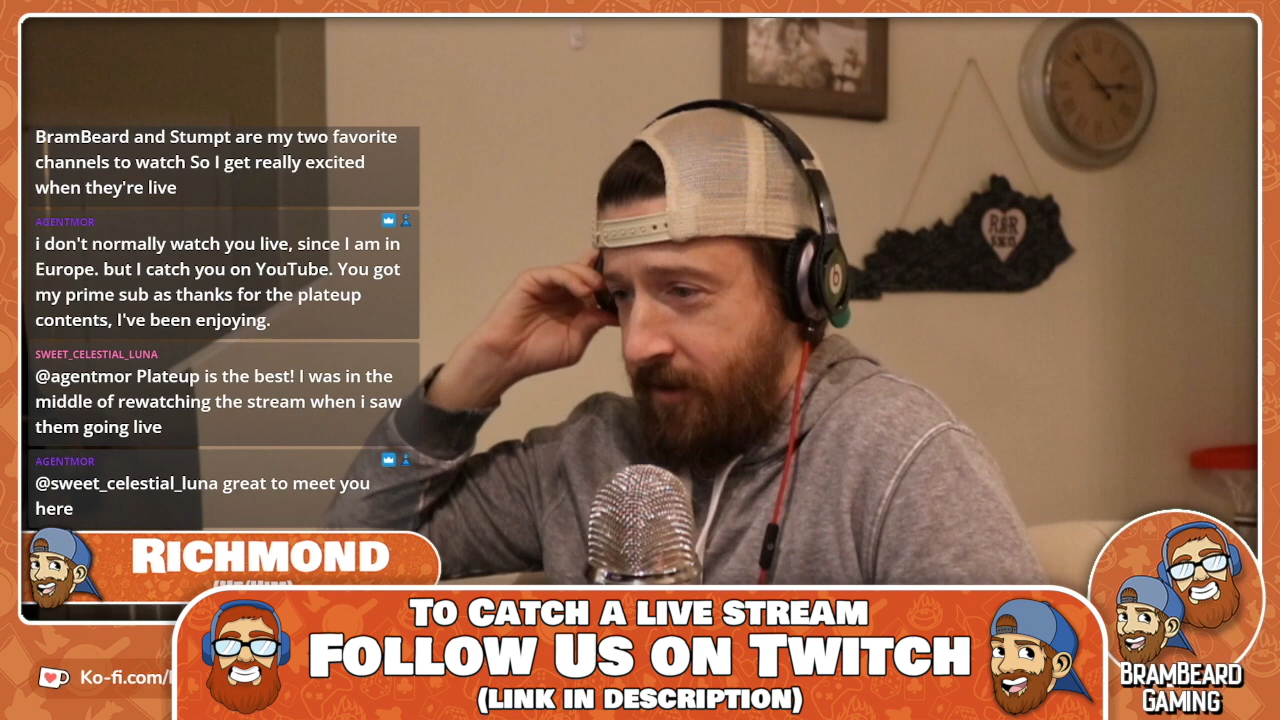 BramBeard and Stumpt are my two favorite
channels to watch So I get really excited
when they're live
AGENTMOR
i don't normally watch you live, since I am in
Europe. but I catch you on YouTube. You got
my prime sub as thanks for the plateup
contents, I've been enjoying.
SWEET_CELESTIAL_LUNA
@agentmor Plateup is the best! I was in the
middle of rewatching the stream when i saw
them going live
AGENTMOR
@sweet_celestial_luna great to meet you
here
RICHMOND
Ko-fi.com/
TO CATCH A LIVE STREAM
FOLLOW US ON TWITCH
(LINK IN DESCRIPTION)
BRAMBEARD
GAMING